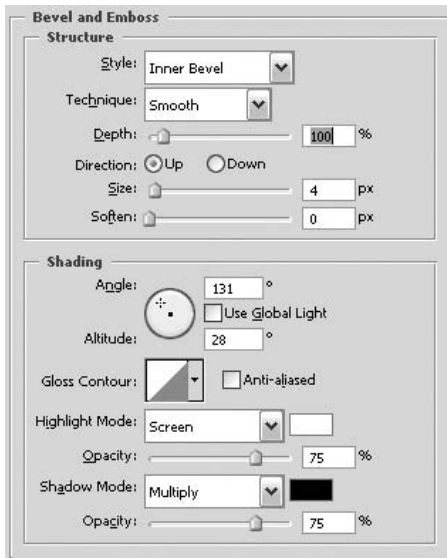 Bevel and Emboss
Structure
Style: Inner Bevel
Technique: Smooth
Depth: 100 %
Direction: Up Down
Size: 4 px
Soften: 0 px
Shading
Angle: 131 °
Use Global Light
Altitude: 28 °
Gloss Contour: Anti-aliased
Highlight Mode: Screen
Opacity: 75 %
Shadow Mode: Multiply
Opacity: 75 %